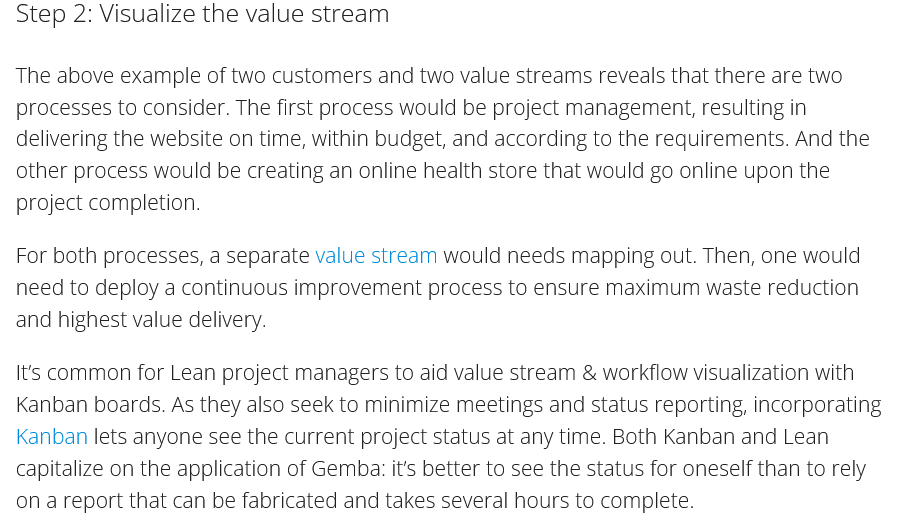 Step 2: Visualize the value stream
The above example of two customers and two value streams reveals that there are two
processes to consider. The first process would be project management, resulting in
delivering the website on time, within budget, and according to the requirements. And the
other process would be creating an online health store that would go online upon the
project completion.
For both processes, a separate value stream would needs mapping out. Then, one would
need to deploy a continuous improvement process to ensure maximum waste reduction
and highest value delivery.
It’s common for Lean project managers to aid value stream & workflow visualization with
Kanban boards. As they also seek to minimize meetings and status reporting, incorporating
Kanban lets anyone see the current project status at any time. Both Kanban and Lean
capitalize on the application of Gemba: it’s better to see the status for oneself than to rely
on a report that can be fabricated and takes several hours to complete.